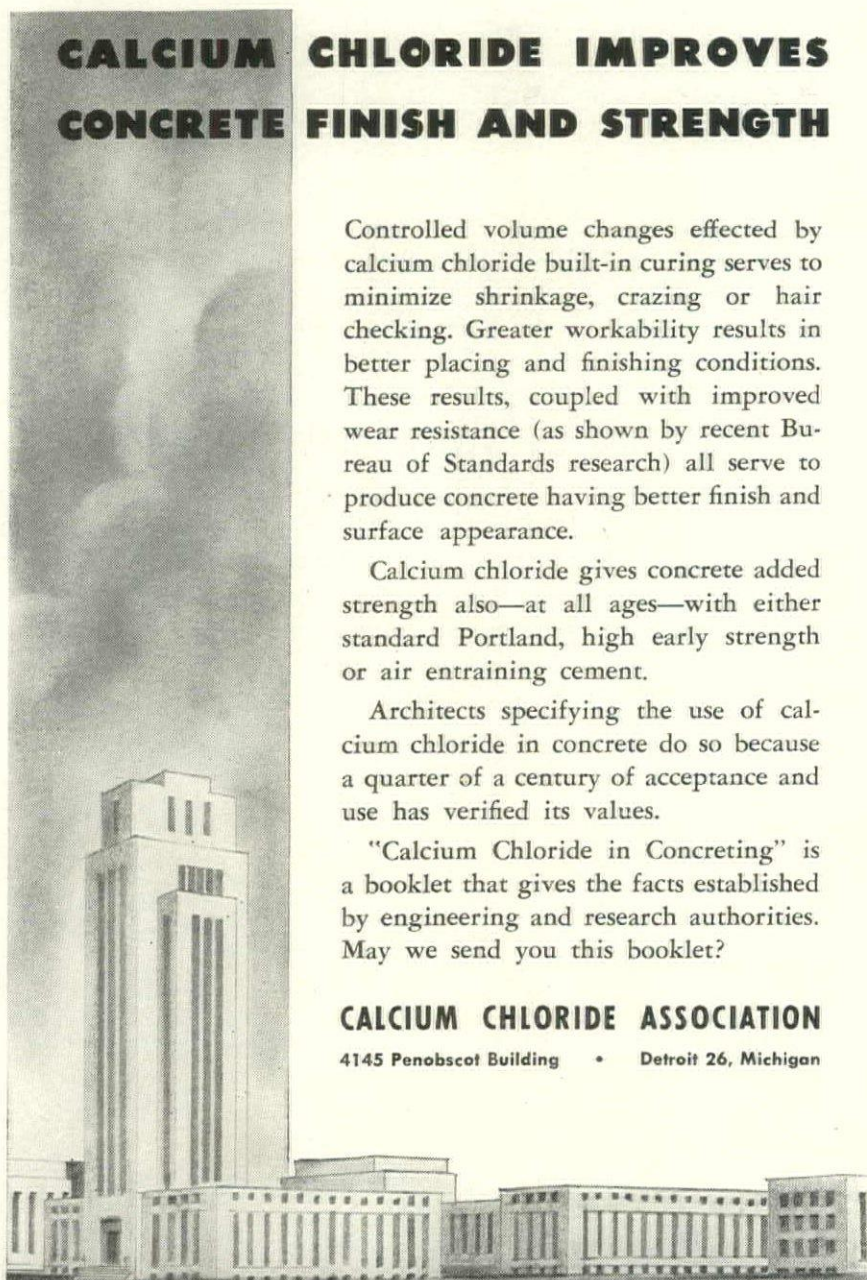 CALCIUM CHLORIDE IMPROVES
CONCRETE FINISH AND STRENGTH
Controlled volume changes effected by
calcium chloride built-in curing serves to
minimize shrinkage, crazing or hair
checking. Greater workability results in
better placing and finishing conditions.
These results, coupled with improved
wear resistance (as shown by recent Bu-
reau of Standards research) all serve to
produce concrete having better finish and
surface appearance.
Calcium chloride gives concrete added
strength also—at all ages—with either
standard Portland, high early strength
or air entraining cement.
Architects specifying the use of cal-
cium chloride in concrete do so because
a quarter of a century of acceptance and
use has verified its values.
"Calcium Chloride in Concreting" is
a booklet that gives the facts established
by engineering and research authorities.
May we send you this booklet?
CALCIUM CHLORIDE ASSOCIATION
4145 Penobscot Building • Detroit 26, Michigan